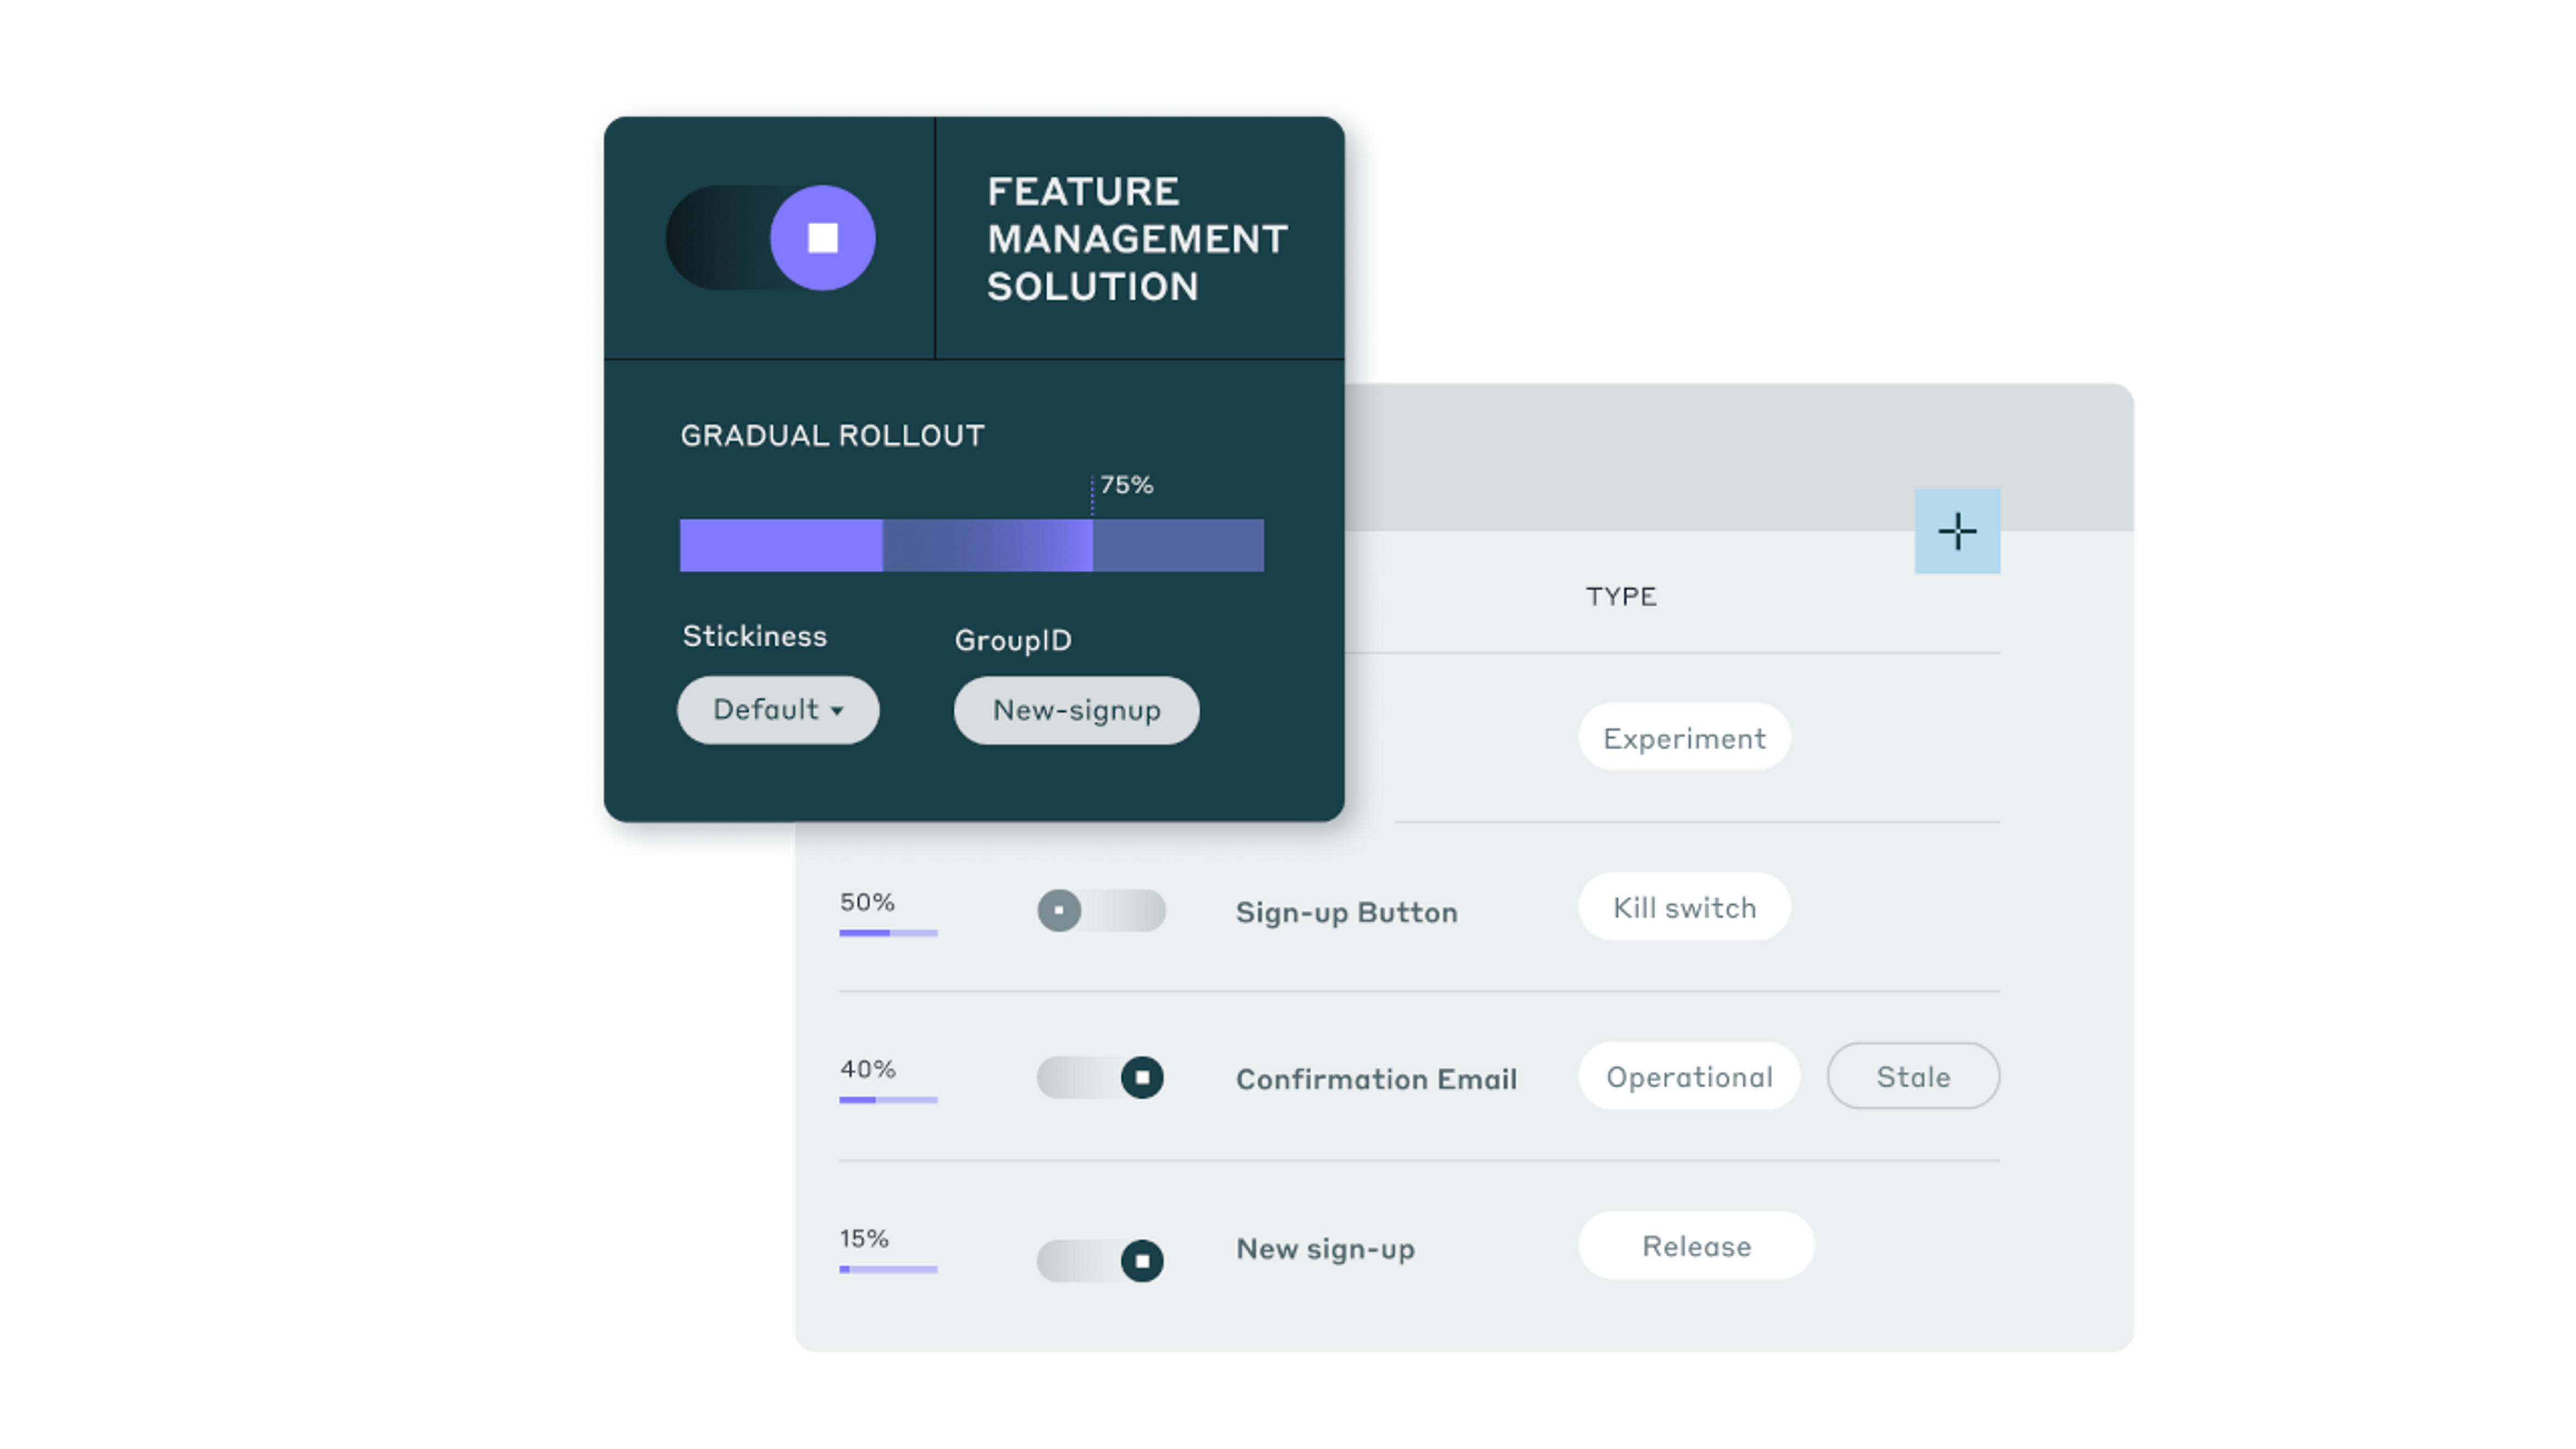 FEATURE
MANAGEMENT
SOLUTION
GRADUAL ROLLOUT
75%
Stickiness
GroupID
Default
New-signup
TYPE
Experiment
50%
Sign-up Button
Kill switch
40%
Confirmation Email
Operational
Stale
15%
New sign-up
Release